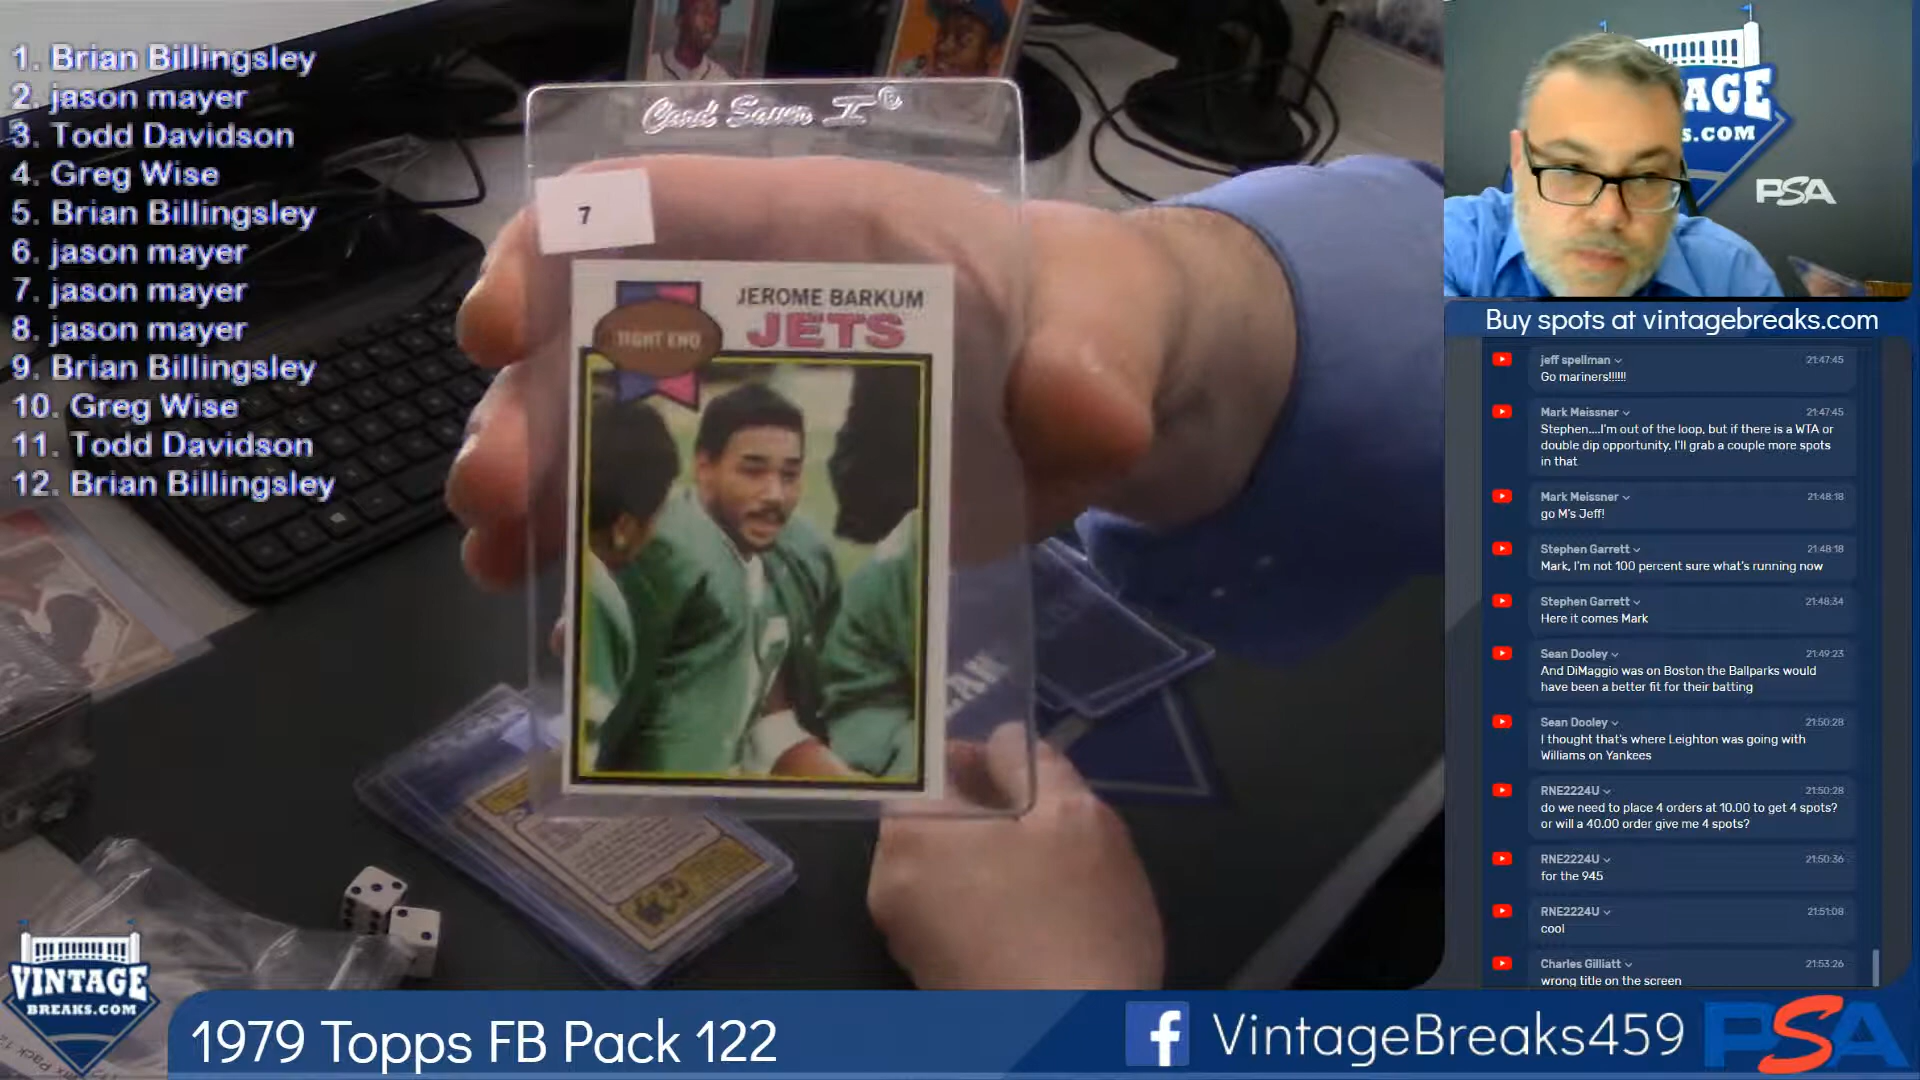 1. Brian Billingsley
2. jason mayer
3. Todd Davidson
4. Greg Wise
5. Brian Billingsley
6. jason mayer
7. jason mayer
8. jason mayer
9. Brian Billingsley
10. Greg Wise
11. Todd Davidson
12. Brian Billingsley
Card Saver I®
7
JEROME BARKUM
JETS
TIGHT END
AGE
S.COM
PSA
Buy spots at vintagebreaks.com
jeff spellman 21:47:45
Go mariners!!!!!!
Mark Meissner 21:47:45
Stephen....I'm out of the loop, but if there is a WTA or
double dip opportunity, I'll grab a couple more spots
in that
Mark Meissner 21:48:18
go M's Jeff!
Stephen Garrett 21:48:18
Mark, I'm not 100 percent sure what's running now
Stephen Garrett 21:48:34
Here it comes Mark
Sean Dooley 21:49:23
And DiMaggio was on Boston the Ballparks would
have been a better fit for their batting
Sean Dooley 21:50:28
I thought that's where Leighton was going with
Williams on Yankees
RNE2224U 21:50:28
do we need to place 4 orders at 10.00 to get 4 spots?
or will a 40.00 order give me 4 spots?
RNE2224U 21:50:36
for the 945
RNE2224U 21:51:08
cool
Charles Gilliatt 21:53:26
wrong title on the screen
VINTAGE
BREAKS.COM
1979 Topps FB Pack 122
VintageBreaks459
PSA